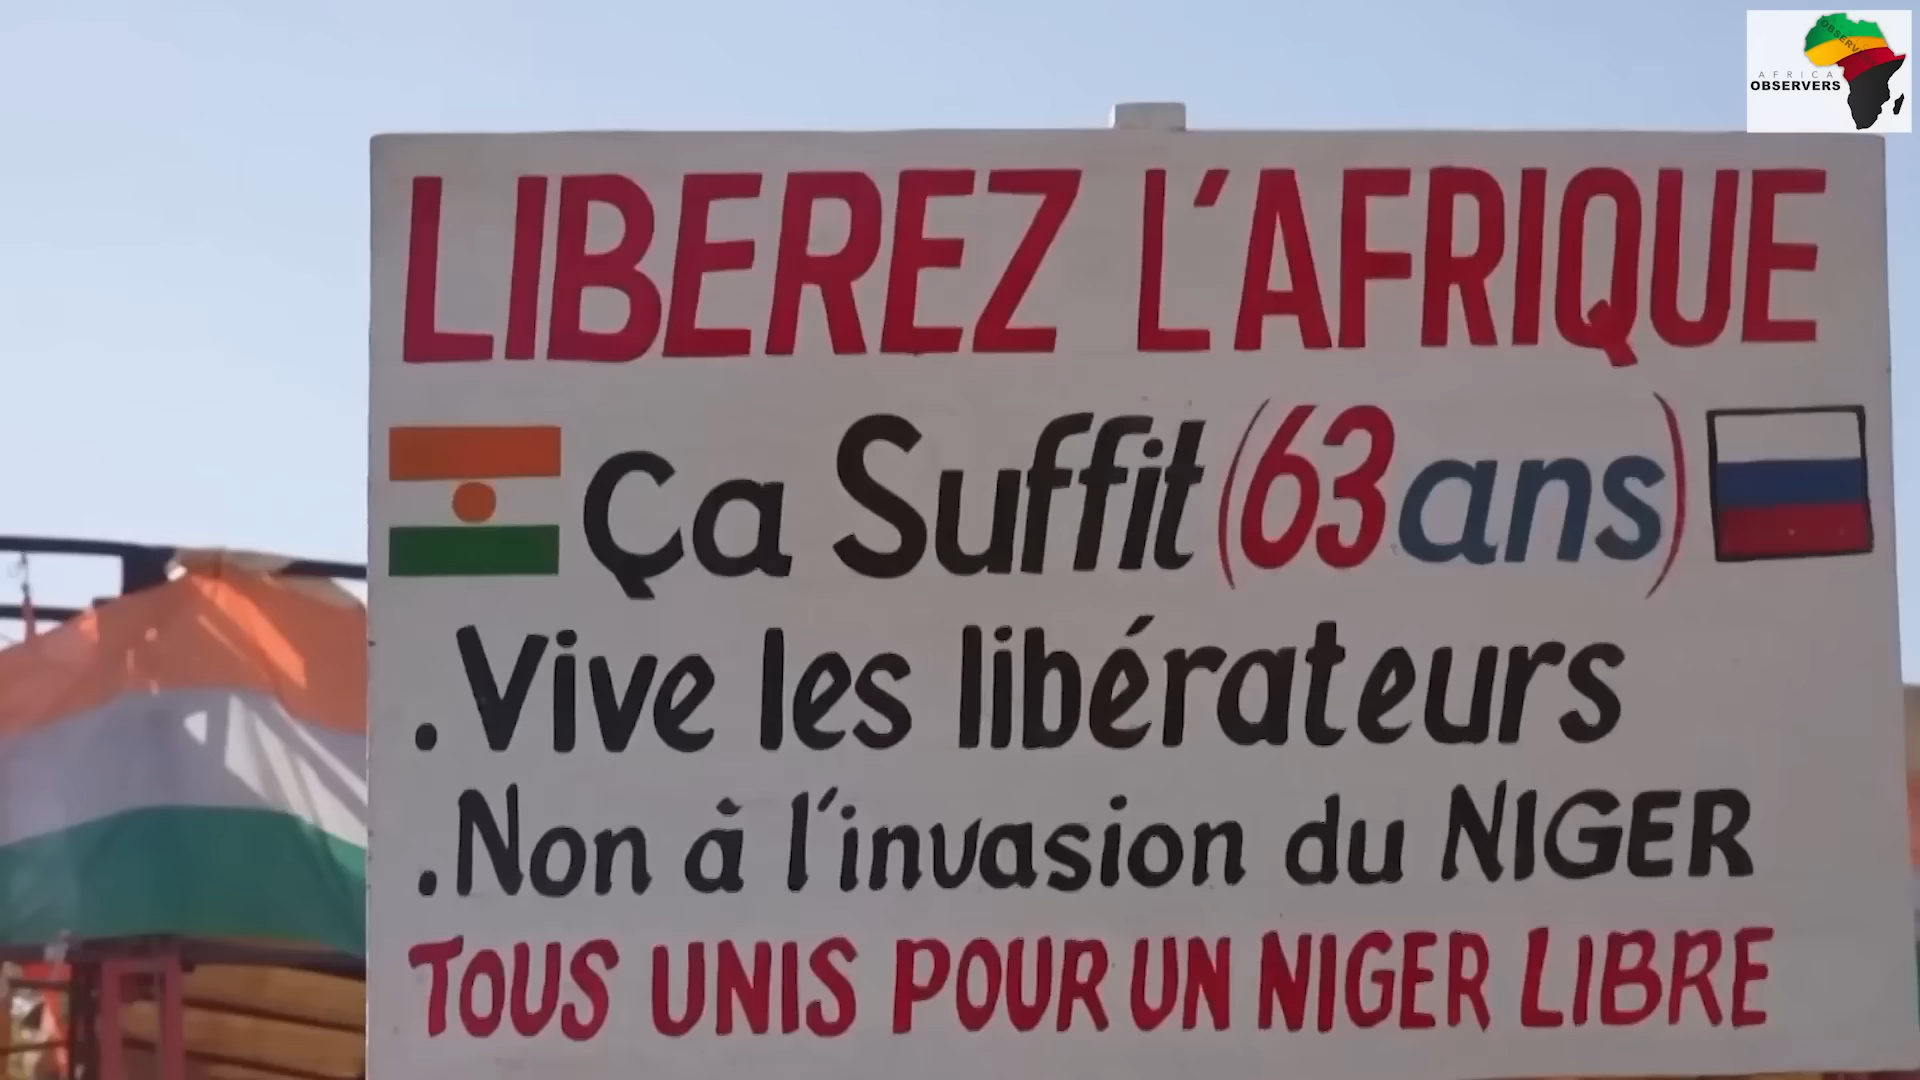 OBSERV
AFRICA
OBSERVERS
LIBEREZ L'AFRIQUE
Ça Suffit (63 ans)
. Vive les libérateurs
. Non à l'invasion du NIGER
TOUS UNIS POUR UN NIGER LIBRE